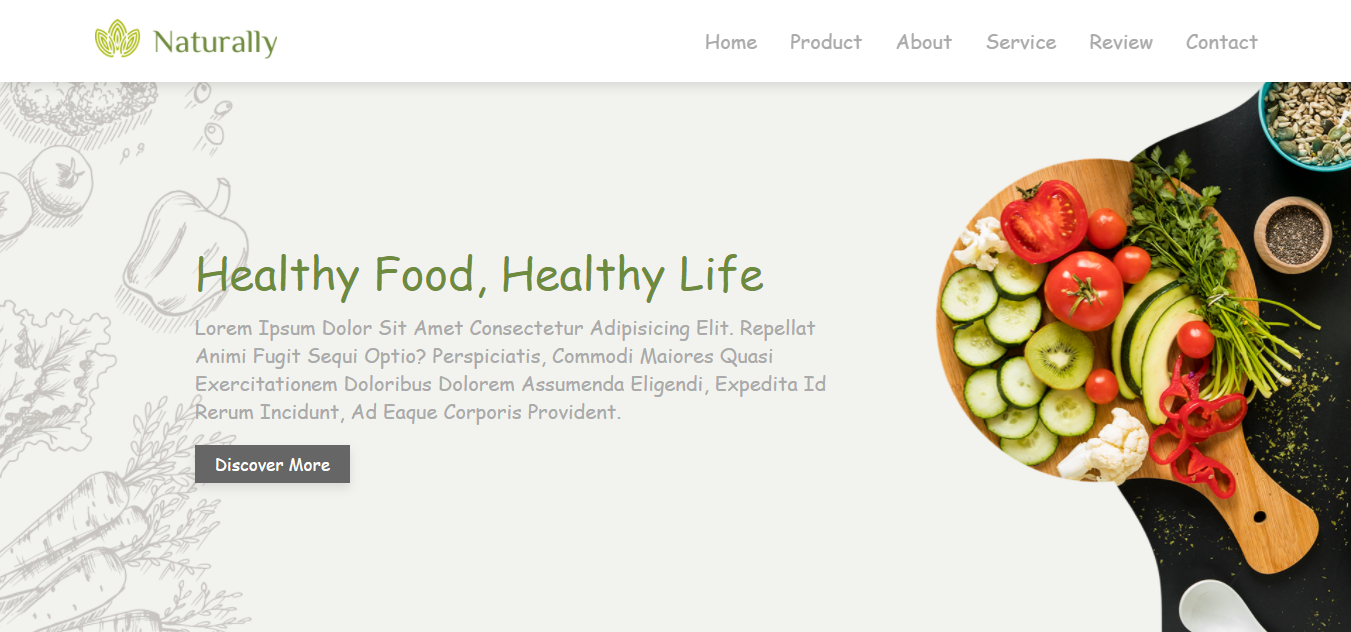 Naturally
Home Product About Service Review Contact
Healthy Food, Healthy Life
Lorem Ipsum Dolor Sit Amet Consectetur Adipisicing Elit. Repellat
Animi Fugit Sequi Optio? Perspiciatis, Commodi Maiores Quasi
Exercitationem Doloribus Dolorem Assumenda Eligendi, Expedita Id
Rerum Incidunt, Ad Eaque Corporis Provident.
Discover More